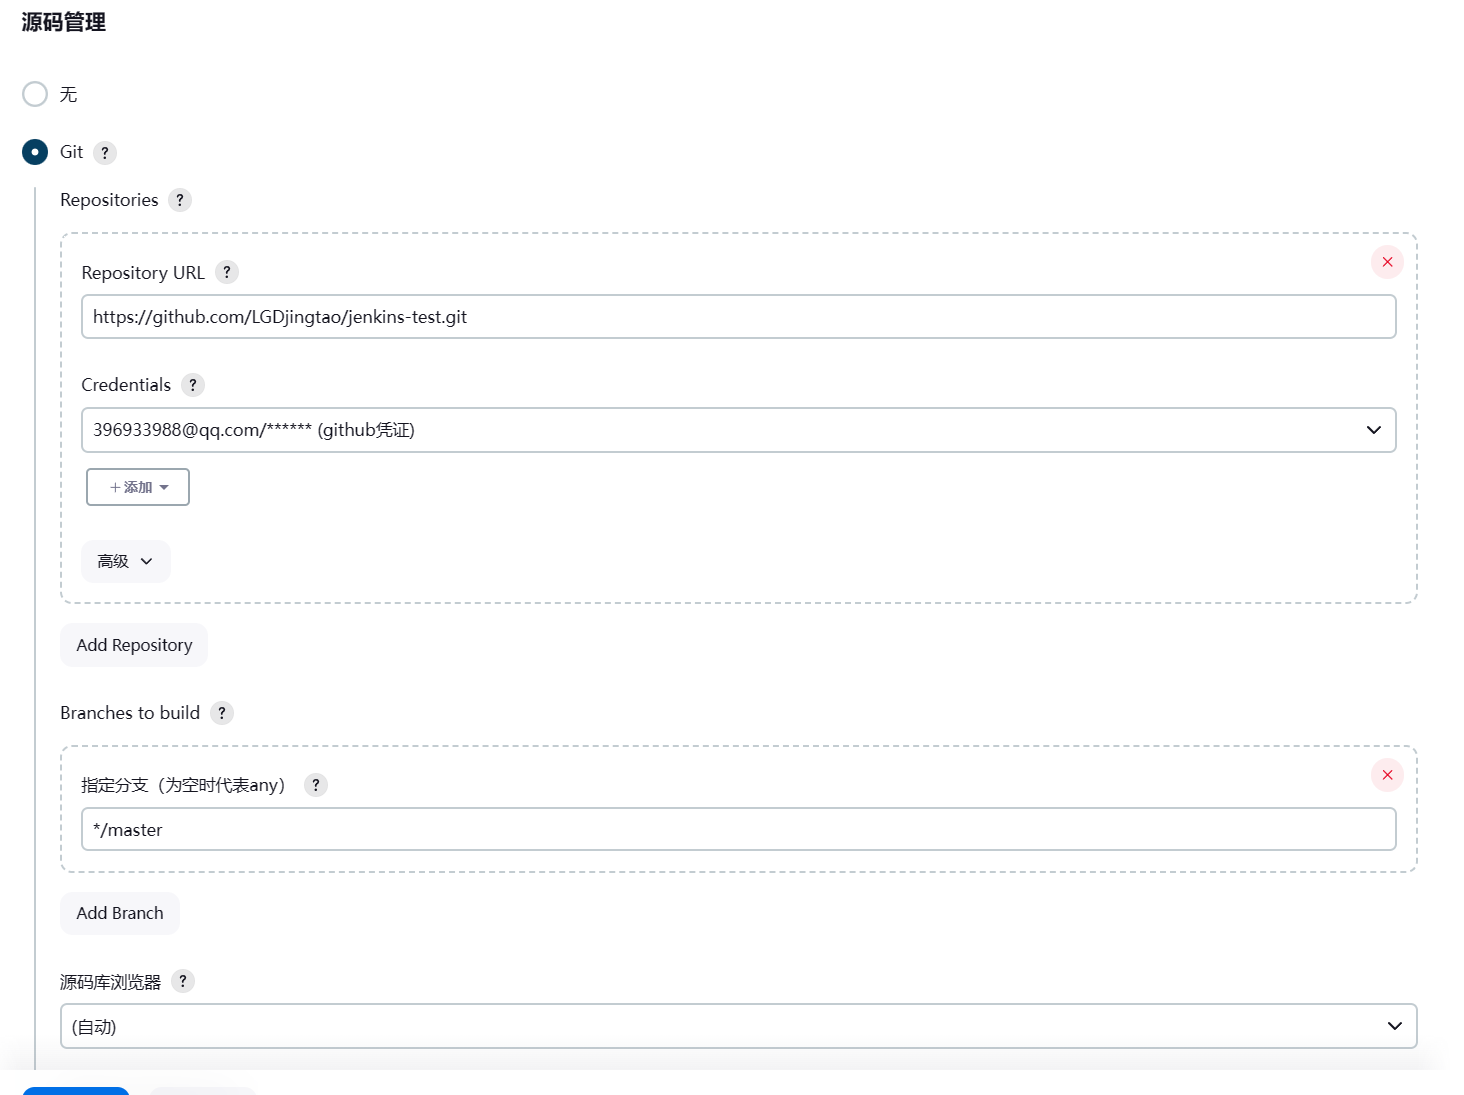 源码管理
无
Git ?
Repositories ?
Repository URL ?
https://github.com/LGDjingtao/jenkins-test.git
Credentials ?
396933988@qq.com/****** (github凭证)
+ 添加
高级
Add Repository
Branches to build ?
指定分支（为空时代表any） ?
*/master
Add Branch
源码库浏览器 ?
(自动)